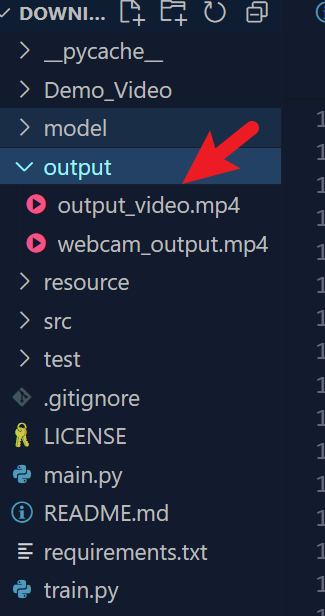 DOWNL...
__pycache__
Demo_Video
model
output
output_video.mp4
webcam_output.mp4
resource
src
test
.gitignore
LICENSE
main.py
README.md
requirements.txt
train.py